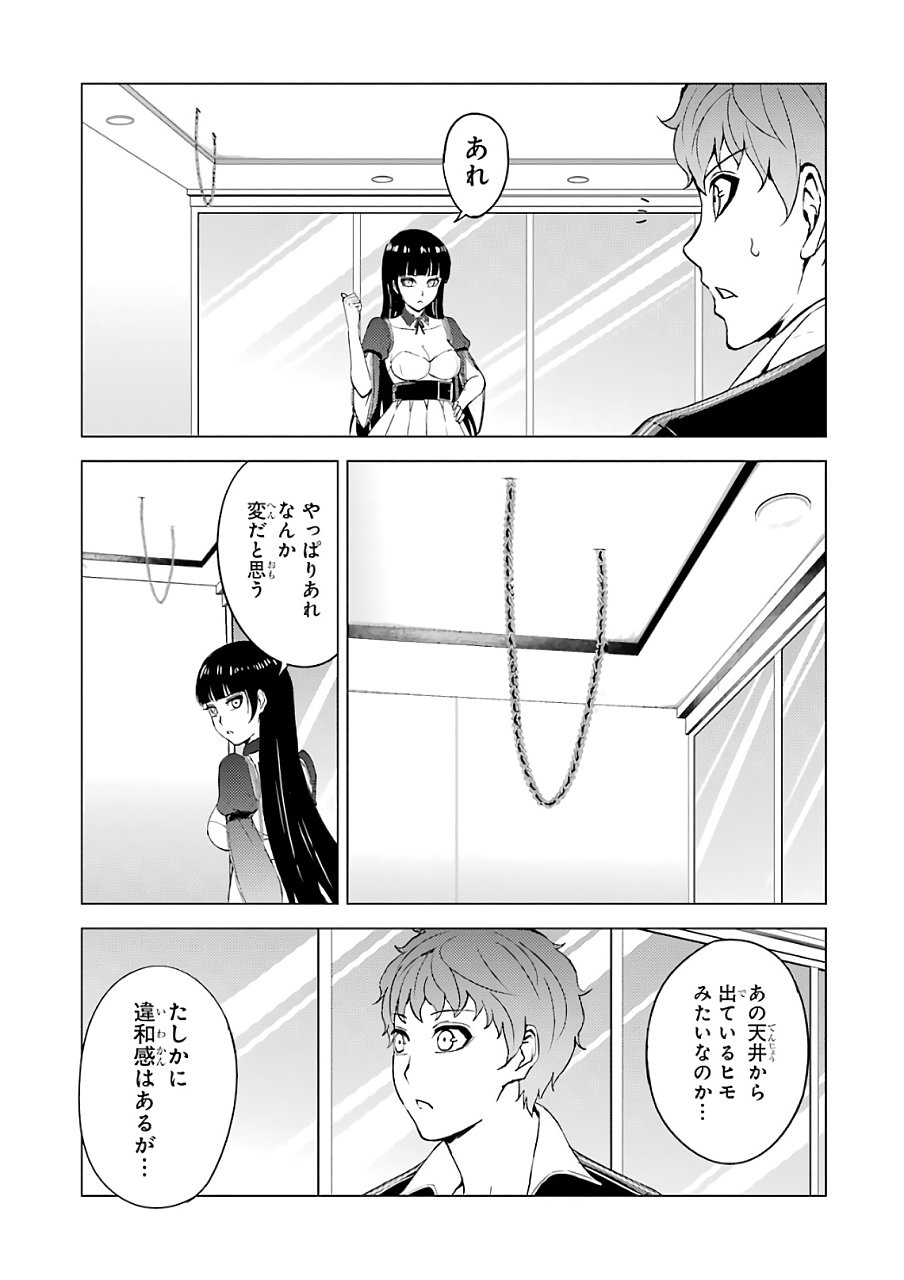 あれ
やっぱりあれ
なんか
変だと思う
あの天井から
出ているヒモ
みたいなのか…
たしかに
違和感はあるが…